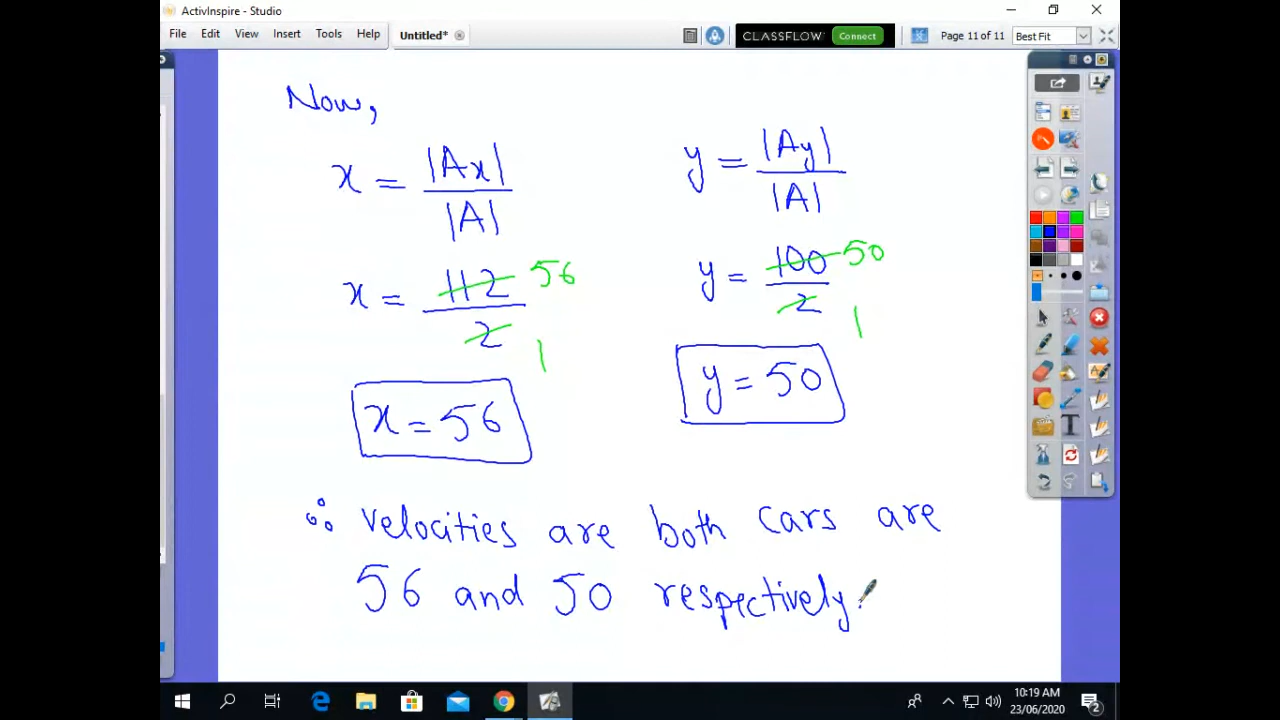 ActivInspire - Studio
File Edit View Insert Tools Help Untitled* CLASSFLOW Connect Page 11 of 11 Best Fit
Now,
x = |Ax| / |A|
y = |Ay| / |A|
x = 112 / 2 56 1
y = 100 / 2 50 1
x = 56
y = 50
∴ velocities are both cars are
56 and 50 respectively.
T
10:19 AM
23/06/2020
2